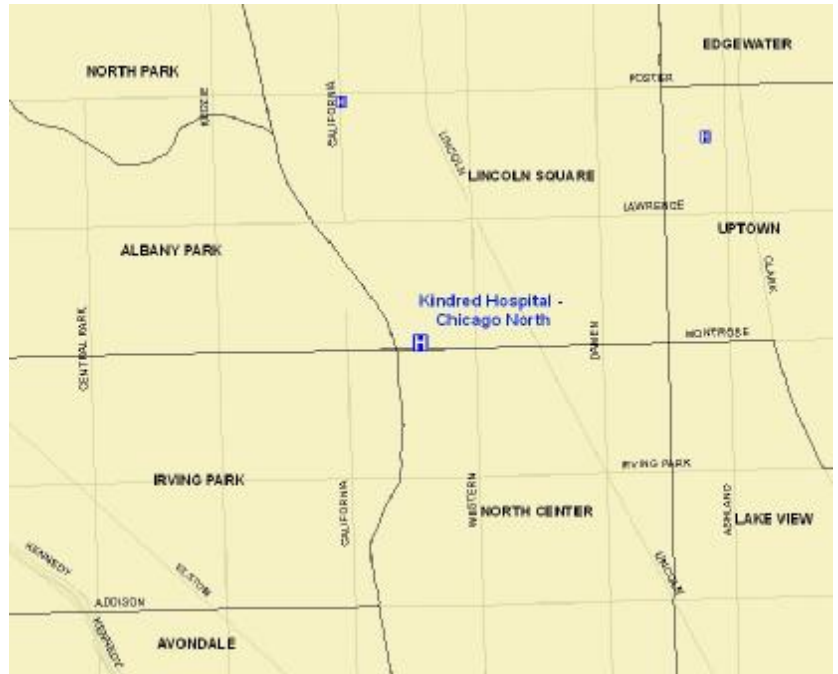 EDGEWATER
NORTH PARK
FOSTER
KEDZIE
CALIFORNIA
H
H
LINCOLN
LINCOLN SQUARE
LAWRENCE
UPTOWN
ALBANY PARK
CLARK
Kindred Hospital -
Chicago North
H
CENTRAL PARK
DAMEN
MONTROSE
IRVING PARK
IRVING PARK
CALIFORNIA
WESTERN
NORTH CENTER
ASHLAND
LAKE VIEW
KENNEDY
ELSTON
LINCOLN
ADDISON
KENNEDY
AVONDALE